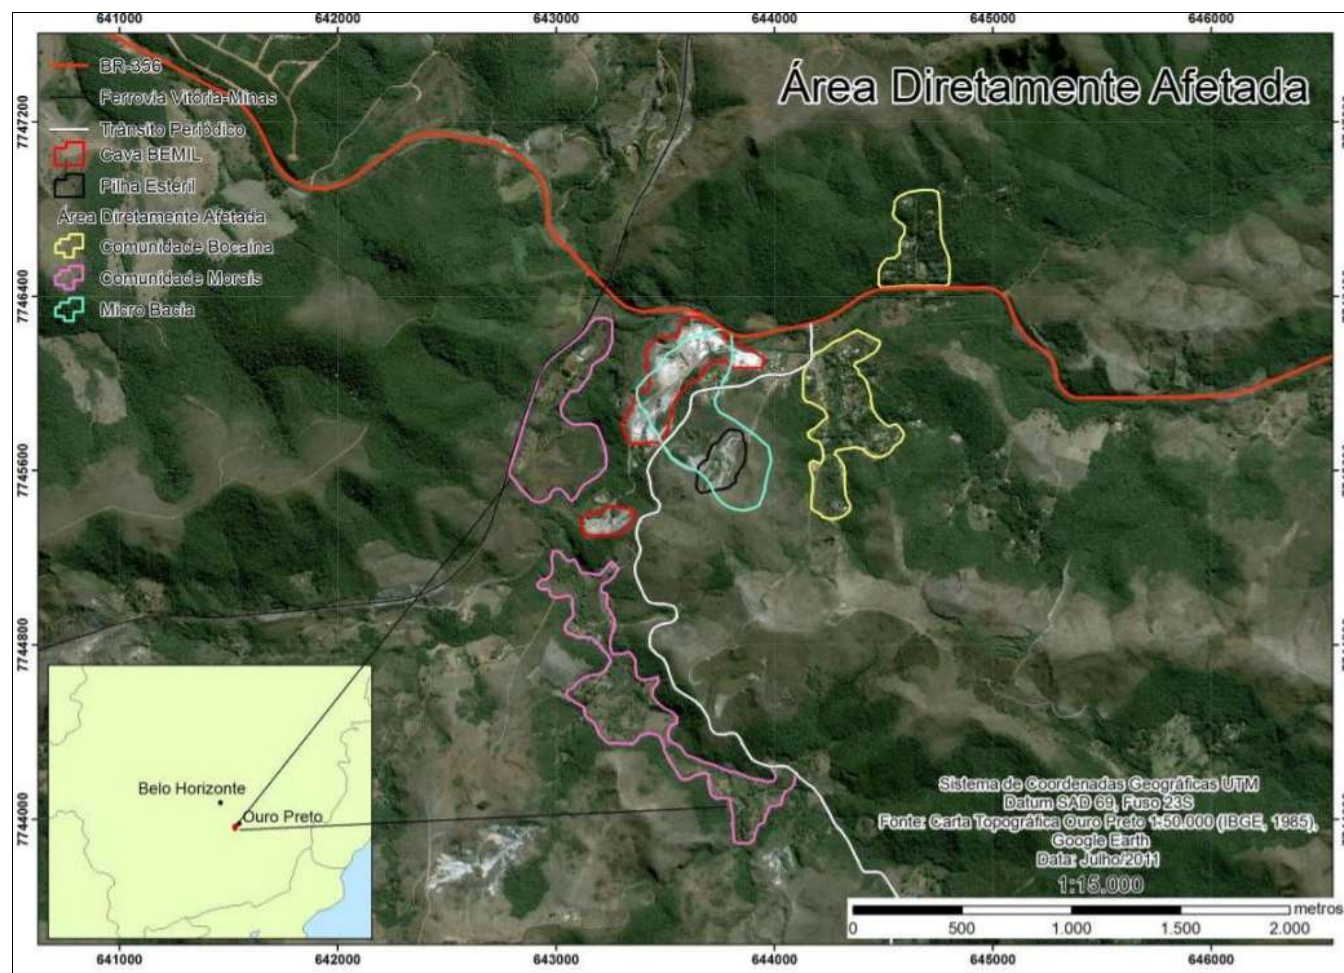 641000 642000 643000 644000 645000 646000
Área Diretamente Afetada
BR-356
Ferrovia Vitória-Minas
Trânsito Periódico
Cava BEMIL
Pilha Estéril
Área Diretamente Afetada
Comunidade Bocaina
Comunidade Morais
Micro Bacia
7747200
7746400
7745600
7744800
7744000
Belo Horizonte
Ouro Preto
Sistema de Coordenadas Geográficas UTM
Datum SAD 69, Fuso 23S
Fonte: Carta Topográfica Ouro Preto 1:50.000 (IBGE, 1985),
Google Earth
Data: Julho/2011
1:15.000
metros
0 500 1.000 1.500 2.000
641000 642000 643000 644000 645000 646000